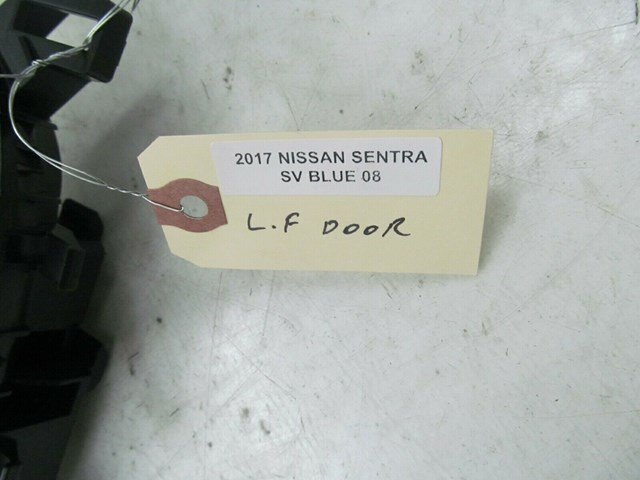 2017 NISSAN SENTRA
SV BLUE 08
L.F DOOR